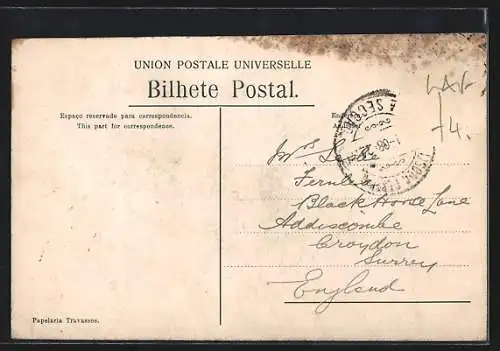 UNION POSTALE UNIVERSELLE
Bilhete Postal.
Espaço reservado para correspondencia.
This part for correspondence.
Mrs
Black Horse Lane
Addiscombe
Croydon
Surrey
England
Papelaria Travassos.